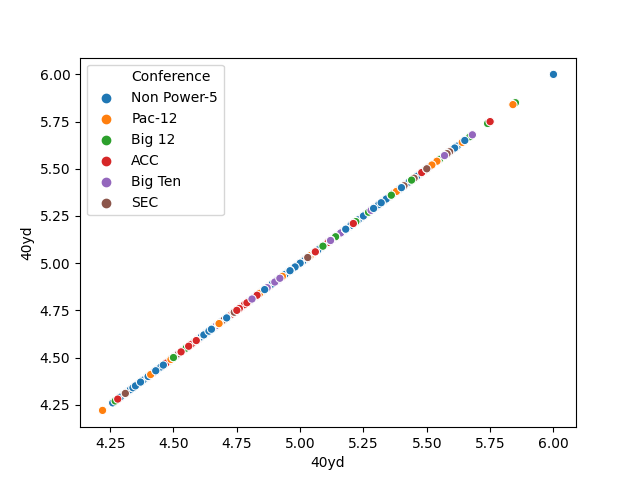 Conference
Non Power-5
Pac-12
Big 12
ACC
Big Ten
SEC
40yd
6.00
5.75
5.50
5.25
5.00
4.75
4.50
4.25
4.25 4.50 4.75 5.00 5.25 5.50 5.75 6.00
40yd